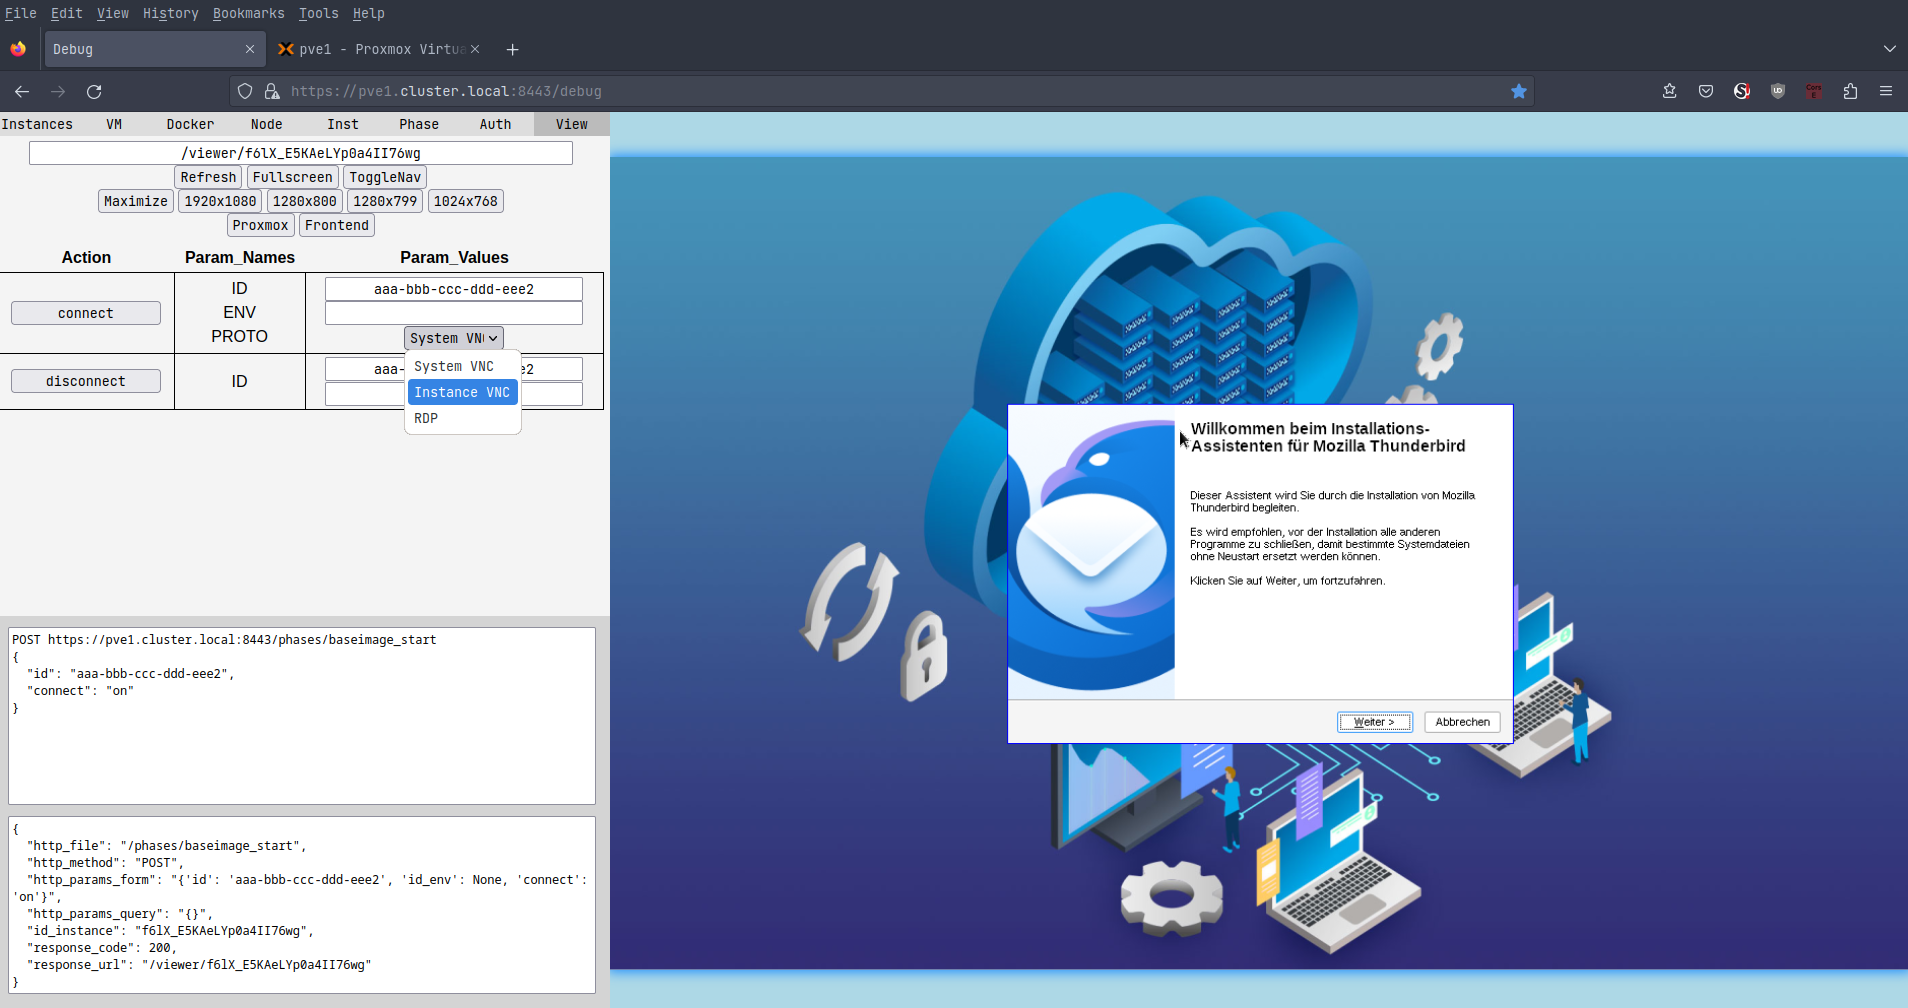 File Edit View History Bookmarks Tools Help
Debug
pve1 - Proxmox Virtua
https://pve1.cluster.local:8443/debug
Instances VM Docker Node Inst Phase Auth View
/viewer/f6lX_E5KAeLYp0a4II76wg
Refresh Fullscreen ToggleNav
Maximize 1920x1080 1280x800 1280x799 1024x768
Proxmox Frontend
Action Param_Names Param_Values
connect
ID
ENV
PROTO
aaa-bbb-ccc-ddd-eee2
System VN
disconnect
ID
aaa-
e2
System VNC
Instance VNC
RDP
POST https://pve1.cluster.local:8443/phases/baseimage_start
{
"id": "aaa-bbb-ccc-ddd-eee2",
"connect": "on"
}
{
"http_file": "/phases/baseimage_start",
"http_method": "POST",
"http_params_form": "{'id': 'aaa-bbb-ccc-ddd-eee2', 'id_env': None, 'connect':
'on'}",
"http_params_query": "{}",
"id_instance": "f6lX_E5KAeLYp0a4II76wg",
"response_code": 200,
"response_url": "/viewer/f6lX_E5KAeLYp0a4II76wg"
}
Willkommen beim Installations-
Assistenten für Mozilla Thunderbird
Dieser Assistent wird Sie durch die Installation von Mozilla
Thunderbird begleiten.
Es wird empfohlen, vor der Installation alle anderen
Programme zu schließen, damit bestimmte Systemdateien
ohne Neustart ersetzt werden können.
Klicken Sie auf Weiter, um fortzufahren.
Weiter > Abbrechen